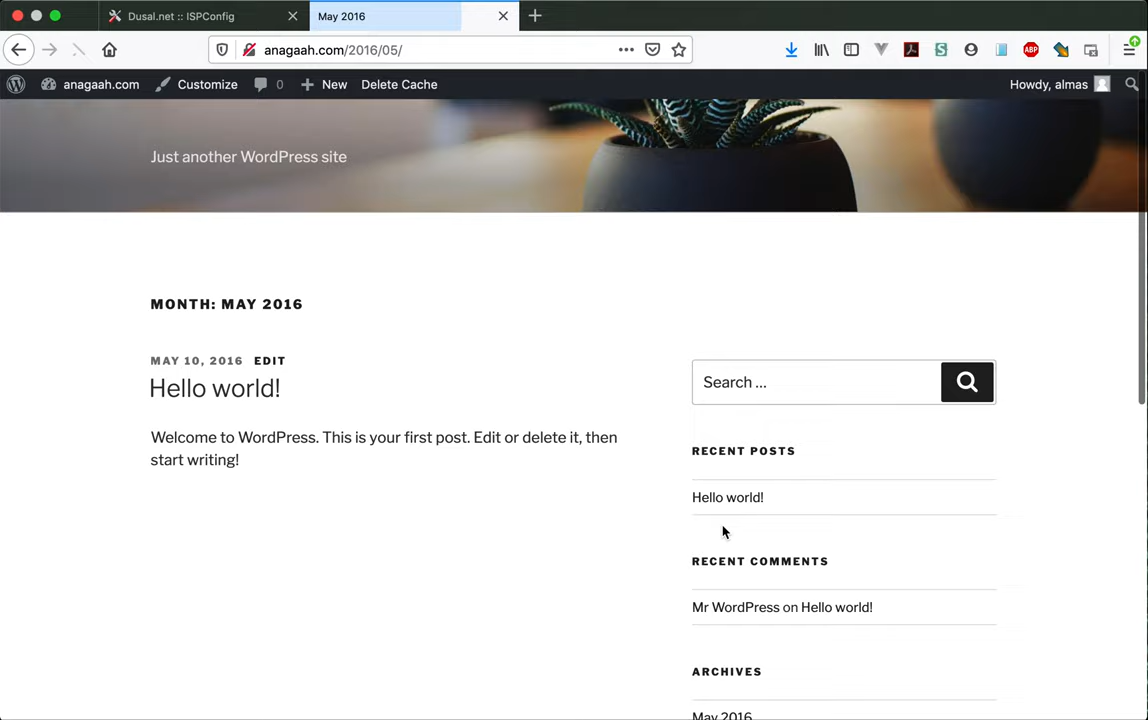 Dusal.net :: ISPConfig
May 2016
anagaah.com/2016/05/
ABP
anagaah.com
Customize
0
New
Delete Cache
Howdy, almas
Just another WordPress site
MONTH: MAY 2016
MAY 10, 2016 EDIT
Hello world!
Welcome to WordPress. This is your first post. Edit or delete it, then
start writing!
Search …
RECENT POSTS
Hello world!
RECENT COMMENTS
Mr WordPress on Hello world!
ARCHIVES
May 2016